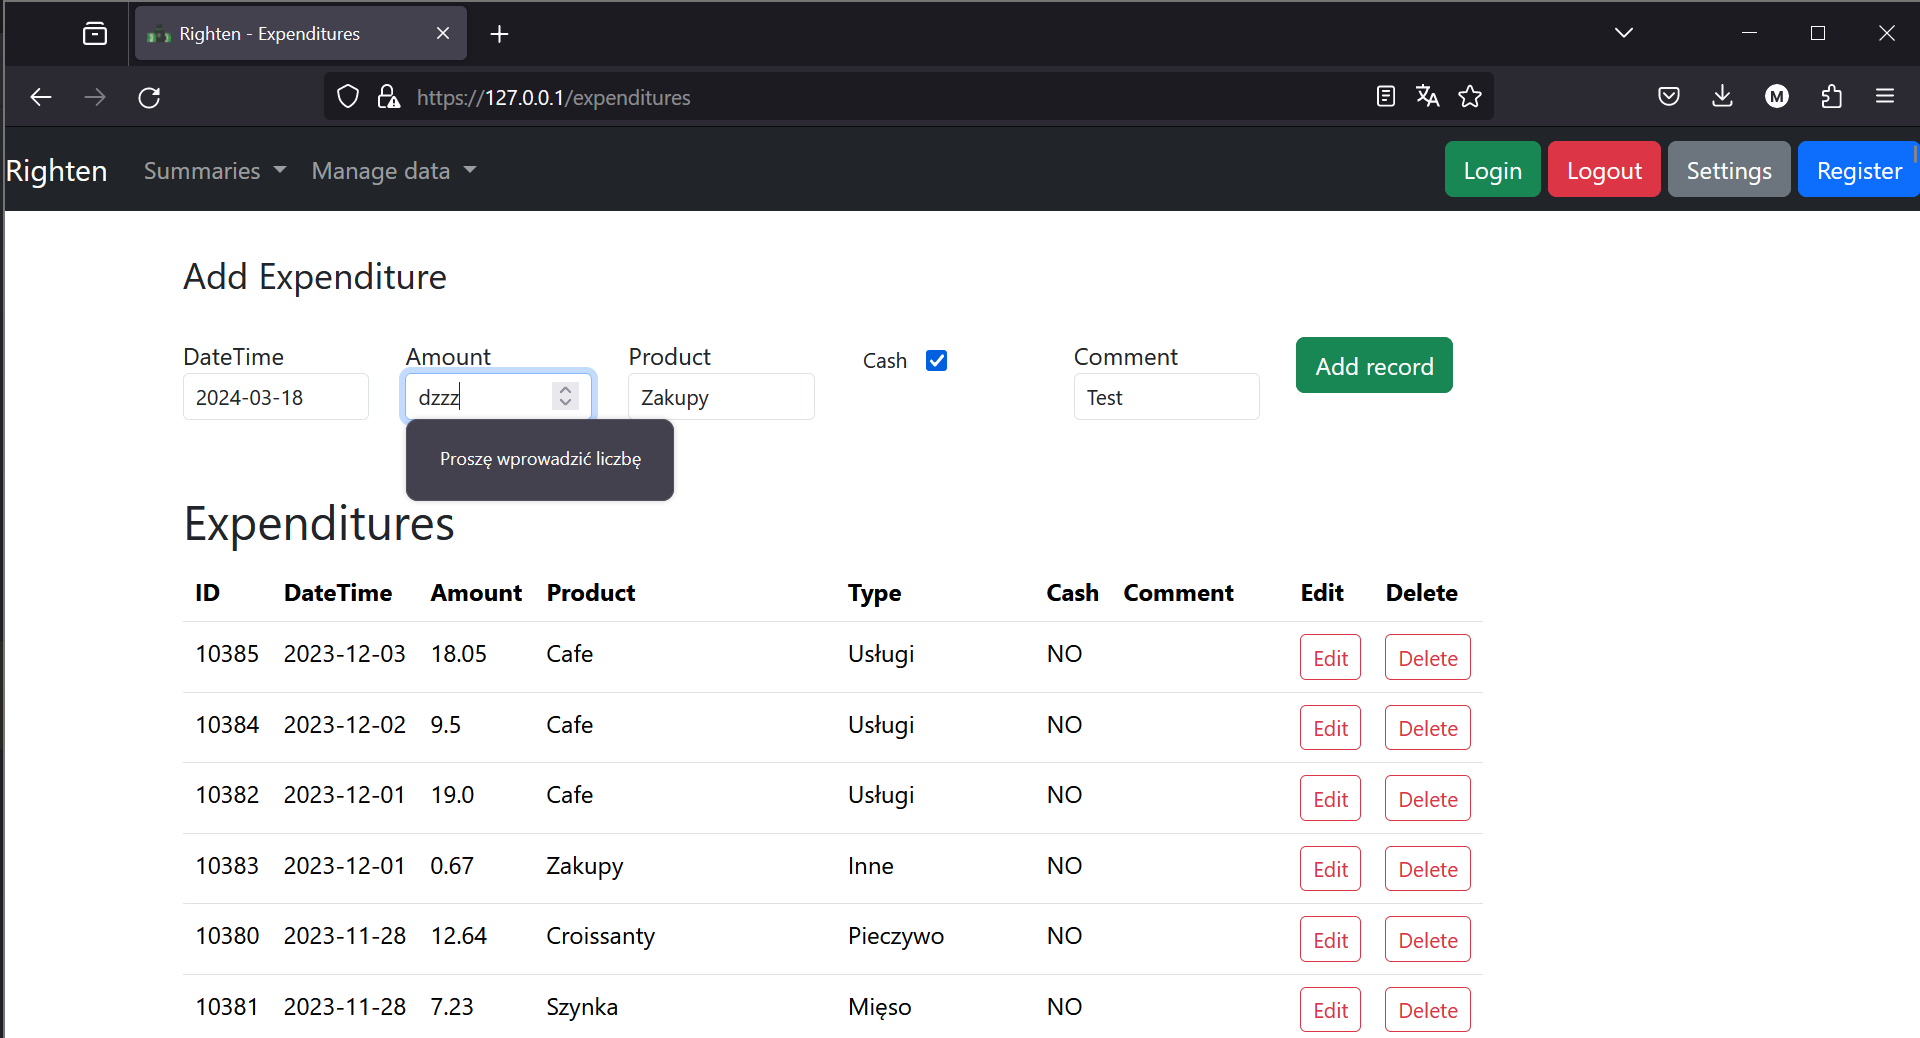 Righten - Expenditures
https://127.0.0.1/expenditures
M
Righten Summaries Manage data Login Logout Settings Register
Add Expenditure
DateTime Amount Product Cash Comment Add record
2024-03-18 dzzz Zakupy Test
Proszę wprowadzić liczbę
Expenditures
ID DateTime Amount Product Type Cash Comment Edit Delete
10385 2023-12-03 18.05 Cafe Usługi NO Edit Delete
10384 2023-12-02 9.5 Cafe Usługi NO Edit Delete
10382 2023-12-01 19.0 Cafe Usługi NO Edit Delete
10383 2023-12-01 0.67 Zakupy Inne NO Edit Delete
10380 2023-11-28 12.64 Croissanty Pieczywo NO Edit Delete
10381 2023-11-28 7.23 Szynka Mięso NO Edit Delete